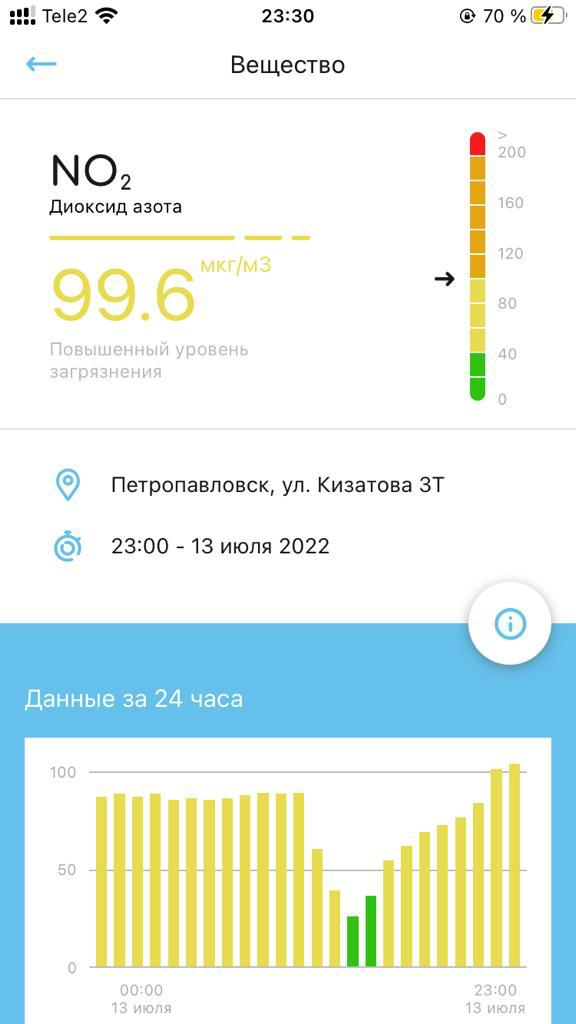 Tele2 23:30 70 %
Вещество
NO₂
Диоксид азота
99.6 мкг/м3
Повышенный уровень
загрязнения
>
200
160
120
80
40
0
Петропавловск, ул. Кизатова 3Т
23:00 - 13 июля 2022
Данные за 24 часа
100
50
0
00:00 23:00
13 июля 13 июля